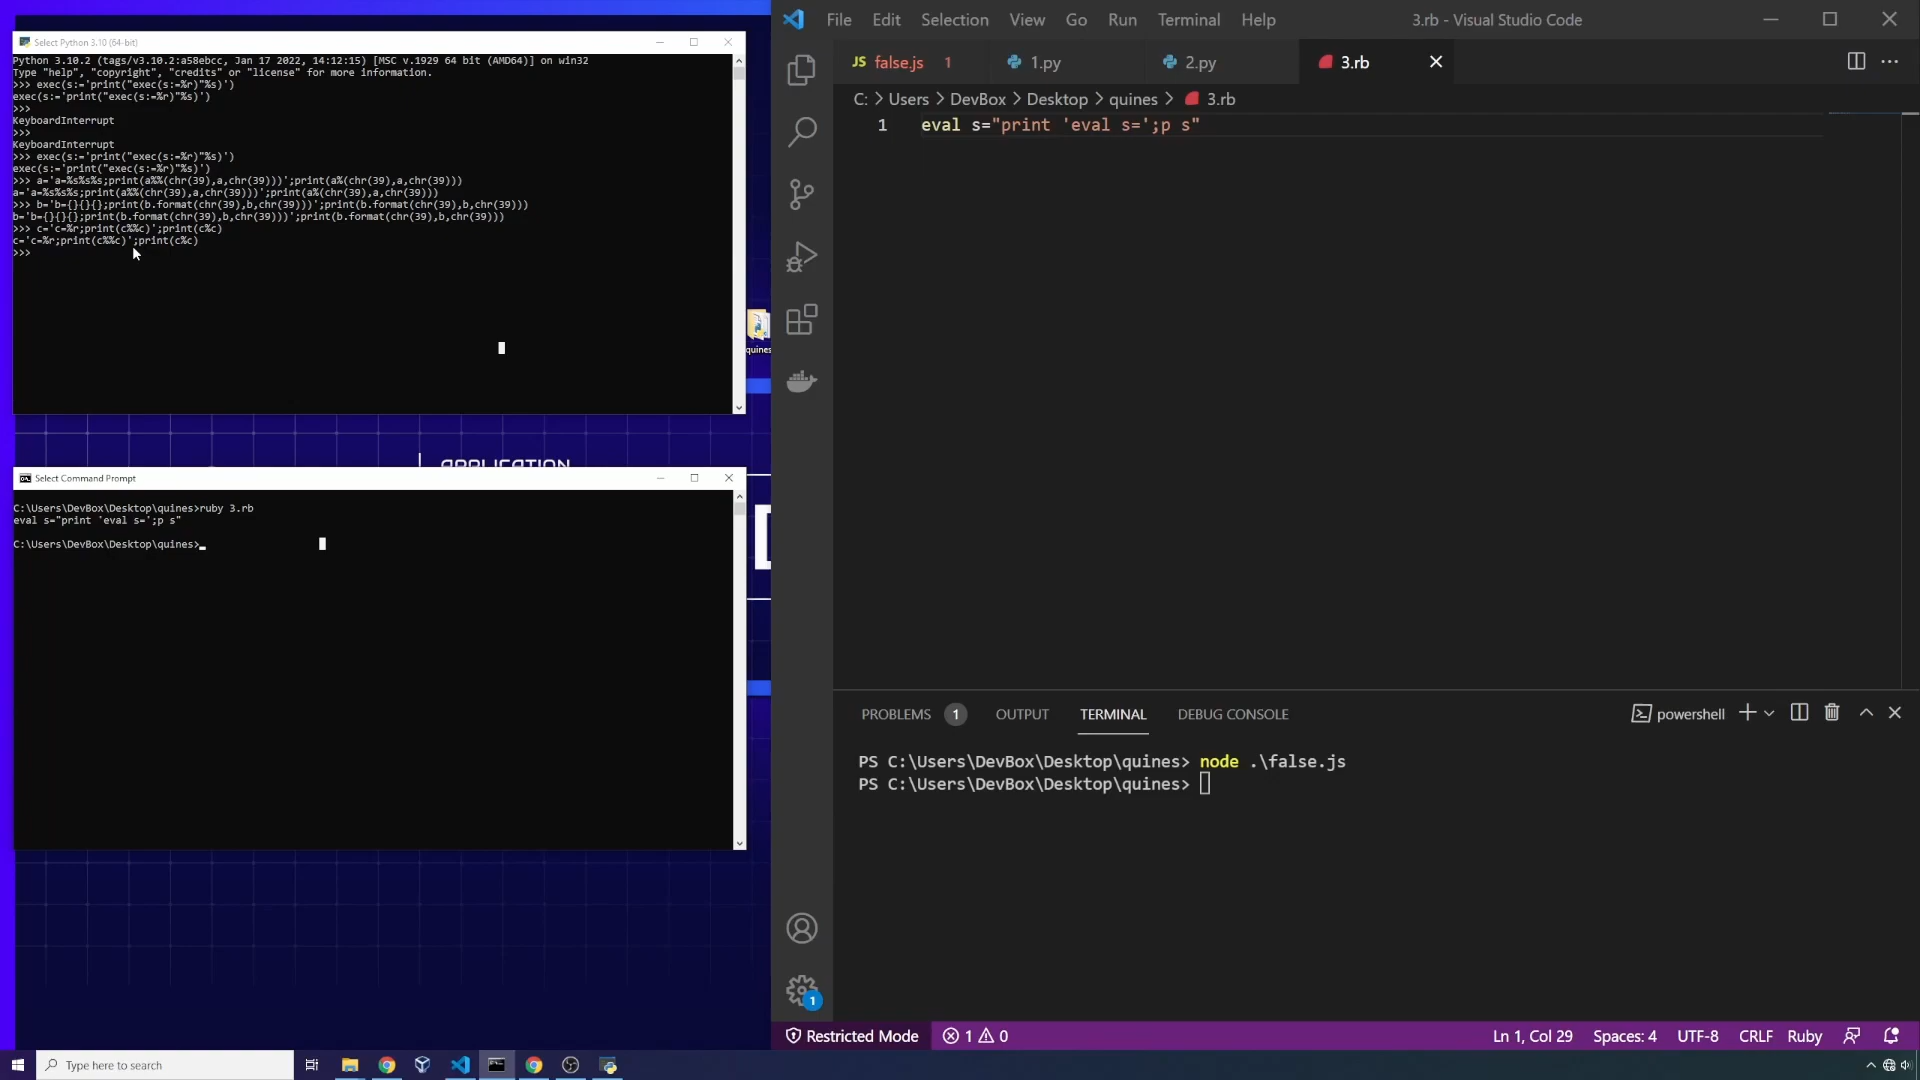 Select Python 3.10 (64-bit)
Python 3.10.2 (tags/v3.10.2:a58ebcc, Jan 17 2022, 14:12:15) [MSC v.1929 64 bit (AMD64)] on win32
Type "help", "copyright", "credits" or "license" for more information.
>>> exec(s:='print("exec(s:=%r)"%s)')
exec(s:='print("exec(s:=%r)"%s)')
>>>
KeyboardInterrupt
>>>
KeyboardInterrupt
>>> exec(s:='print("exec(s:=%r)"%s)')
exec(s:='print("exec(s:=%r)"%s)')
>>> a='a=%s%s%s;print(a%%(chr(39),a,chr(39)))';print(a%(chr(39),a,chr(39)))
a='a=%s%s%s;print(a%%(chr(39),a,chr(39)))';print(a%(chr(39),a,chr(39)))
>>> b='b={}{}{};print(b.format(chr(39),b,chr(39)))';print(b.format(chr(39),b,chr(39)))
b='b={}{}{};print(b.format(chr(39),b,chr(39)))';print(b.format(chr(39),b,chr(39)))
>>> c='c=%r;print(c%%c)';print(c%c)
c='c=%r;print(c%%c)';print(c%c)
>>>
quines
APPLICATION
Select Command Prompt
C:\Users\DevBox\Desktop\quines>ruby 3.rb
eval s="print 'eval s=';p s"
C:\Users\DevBox\Desktop\quines>
File Edit Selection View Go Run Terminal Help
3.rb - Visual Studio Code
JS false.js 1
1.py
2.py
3.rb
C: > Users > DevBox > Desktop > quines > 3.rb
1 eval s="print 'eval s=';p s"
PROBLEMS 1 OUTPUT TERMINAL DEBUG CONSOLE
powershell
PS C:\Users\DevBox\Desktop\quines> node .\false.js
PS C:\Users\DevBox\Desktop\quines>
1
Restricted Mode
1 0
Ln 1, Col 29 Spaces: 4 UTF-8 CRLF Ruby
Type here to search